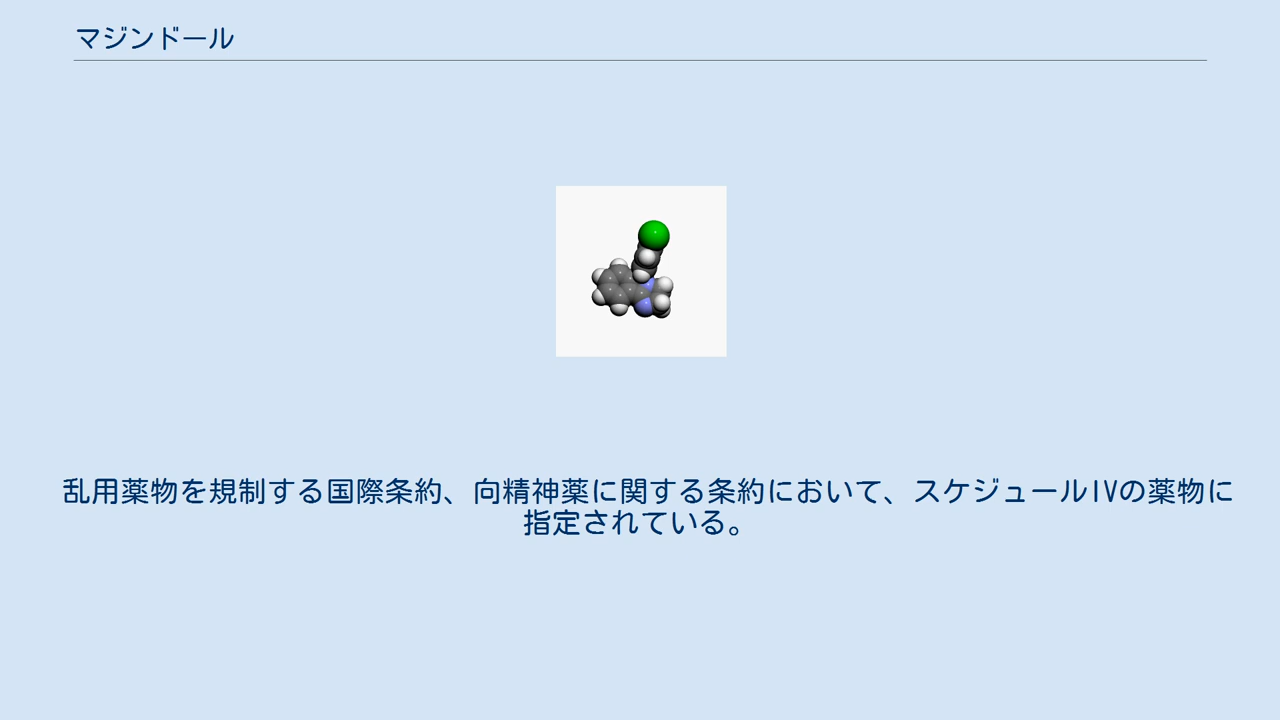 マジンドール
乱用薬物を規制する国際条約、向精神薬に関する条約において、スケジュールIVの薬物に
指定されている。